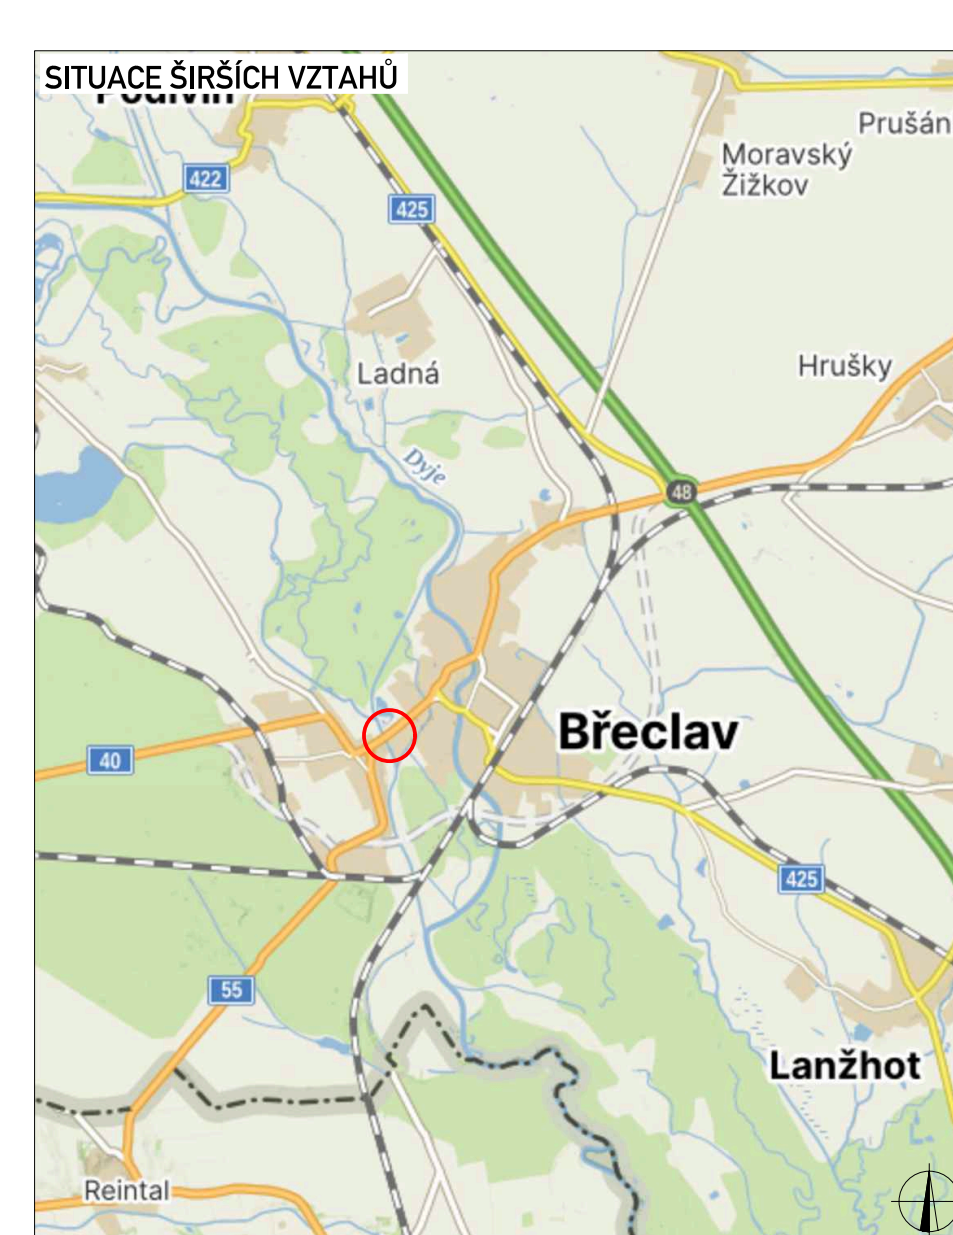 SITUACE ŠIRŠÍCH VZTAHŮ
Prušán
Moravský
Žižkov
422
425
Ladná
Hrušky
Dyje
48
Břeclav
40
425
55
Lanžhot
Reintal